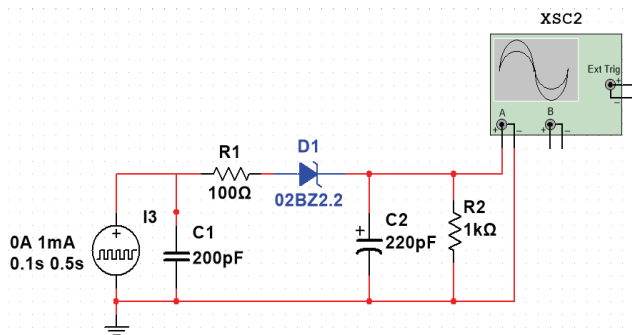 XSC2
Ext Trig
+
−
A
B
+ −
+ −
D1
R1
100Ω
02BZ2.2
I3
+
0A 1mA
0.1s 0.5s
C1
200pF
+
C2
220pF
R2
1kΩ